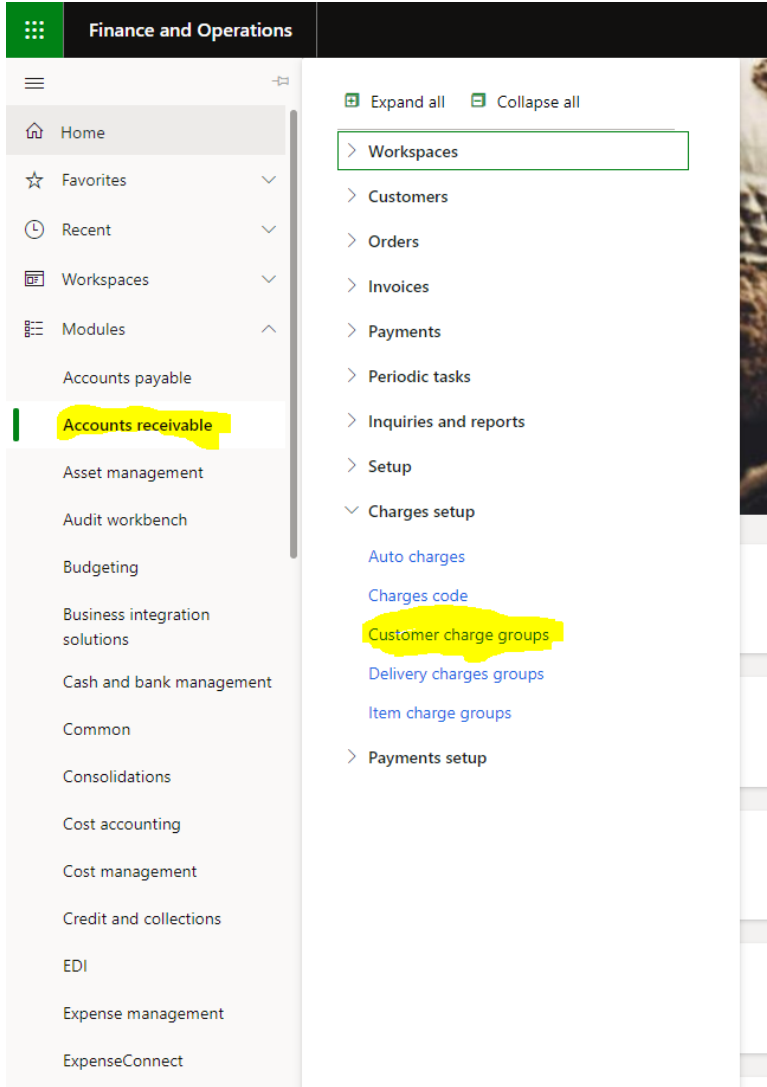 Finance and Operations
Home
Favorites
Recent
Workspaces
Modules
Accounts payable
Accounts receivable
Asset management
Audit workbench
Budgeting
Business integration
solutions
Cash and bank management
Common
Consolidations
Cost accounting
Cost management
Credit and collections
EDI
Expense management
ExpenseConnect
Expand all
Collapse all
Workspaces
Customers
Orders
Invoices
Payments
Periodic tasks
Inquiries and reports
Setup
Charges setup
Auto charges
Charges code
Customer charge groups
Delivery charges groups
Item charge groups
Payments setup